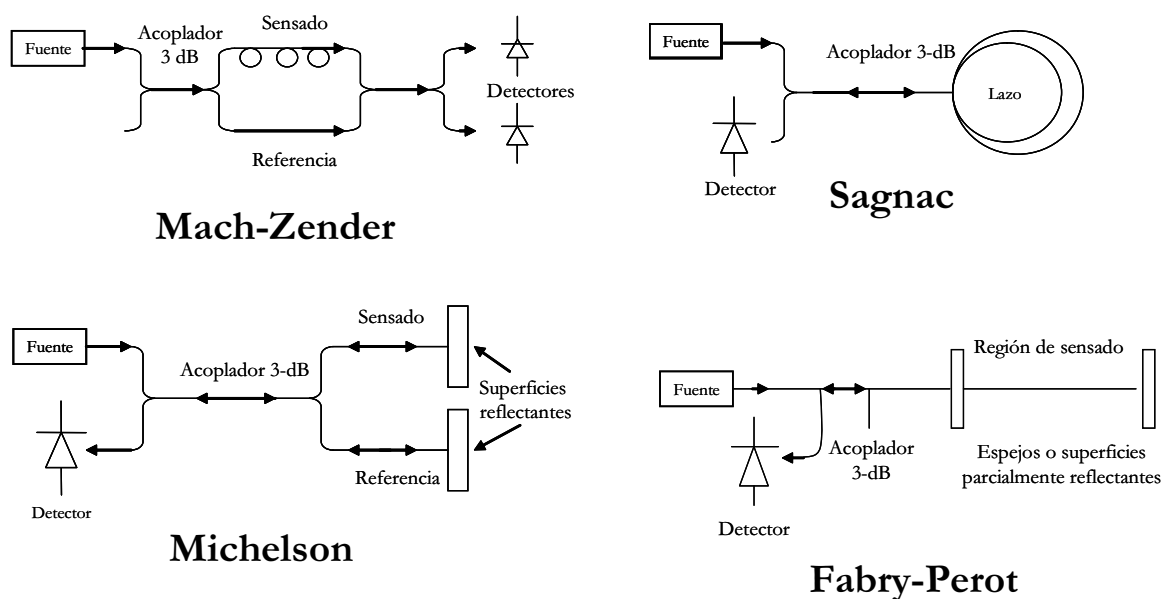 Fuente
Acoplador
3 dB
Sensado
Detectores
Referencia
Mach-Zender
Fuente
Acoplador 3-dB
Lazo
Detector
Sagnac
Fuente
Acoplador 3-dB
Sensado
Superficies
reflectantes
Referencia
Detector
Michelson
Fuente
Región de sensado
Acoplador
3-dB
Espejos o superficies
parcialmente reflectantes
Detector
Fabry-Perot